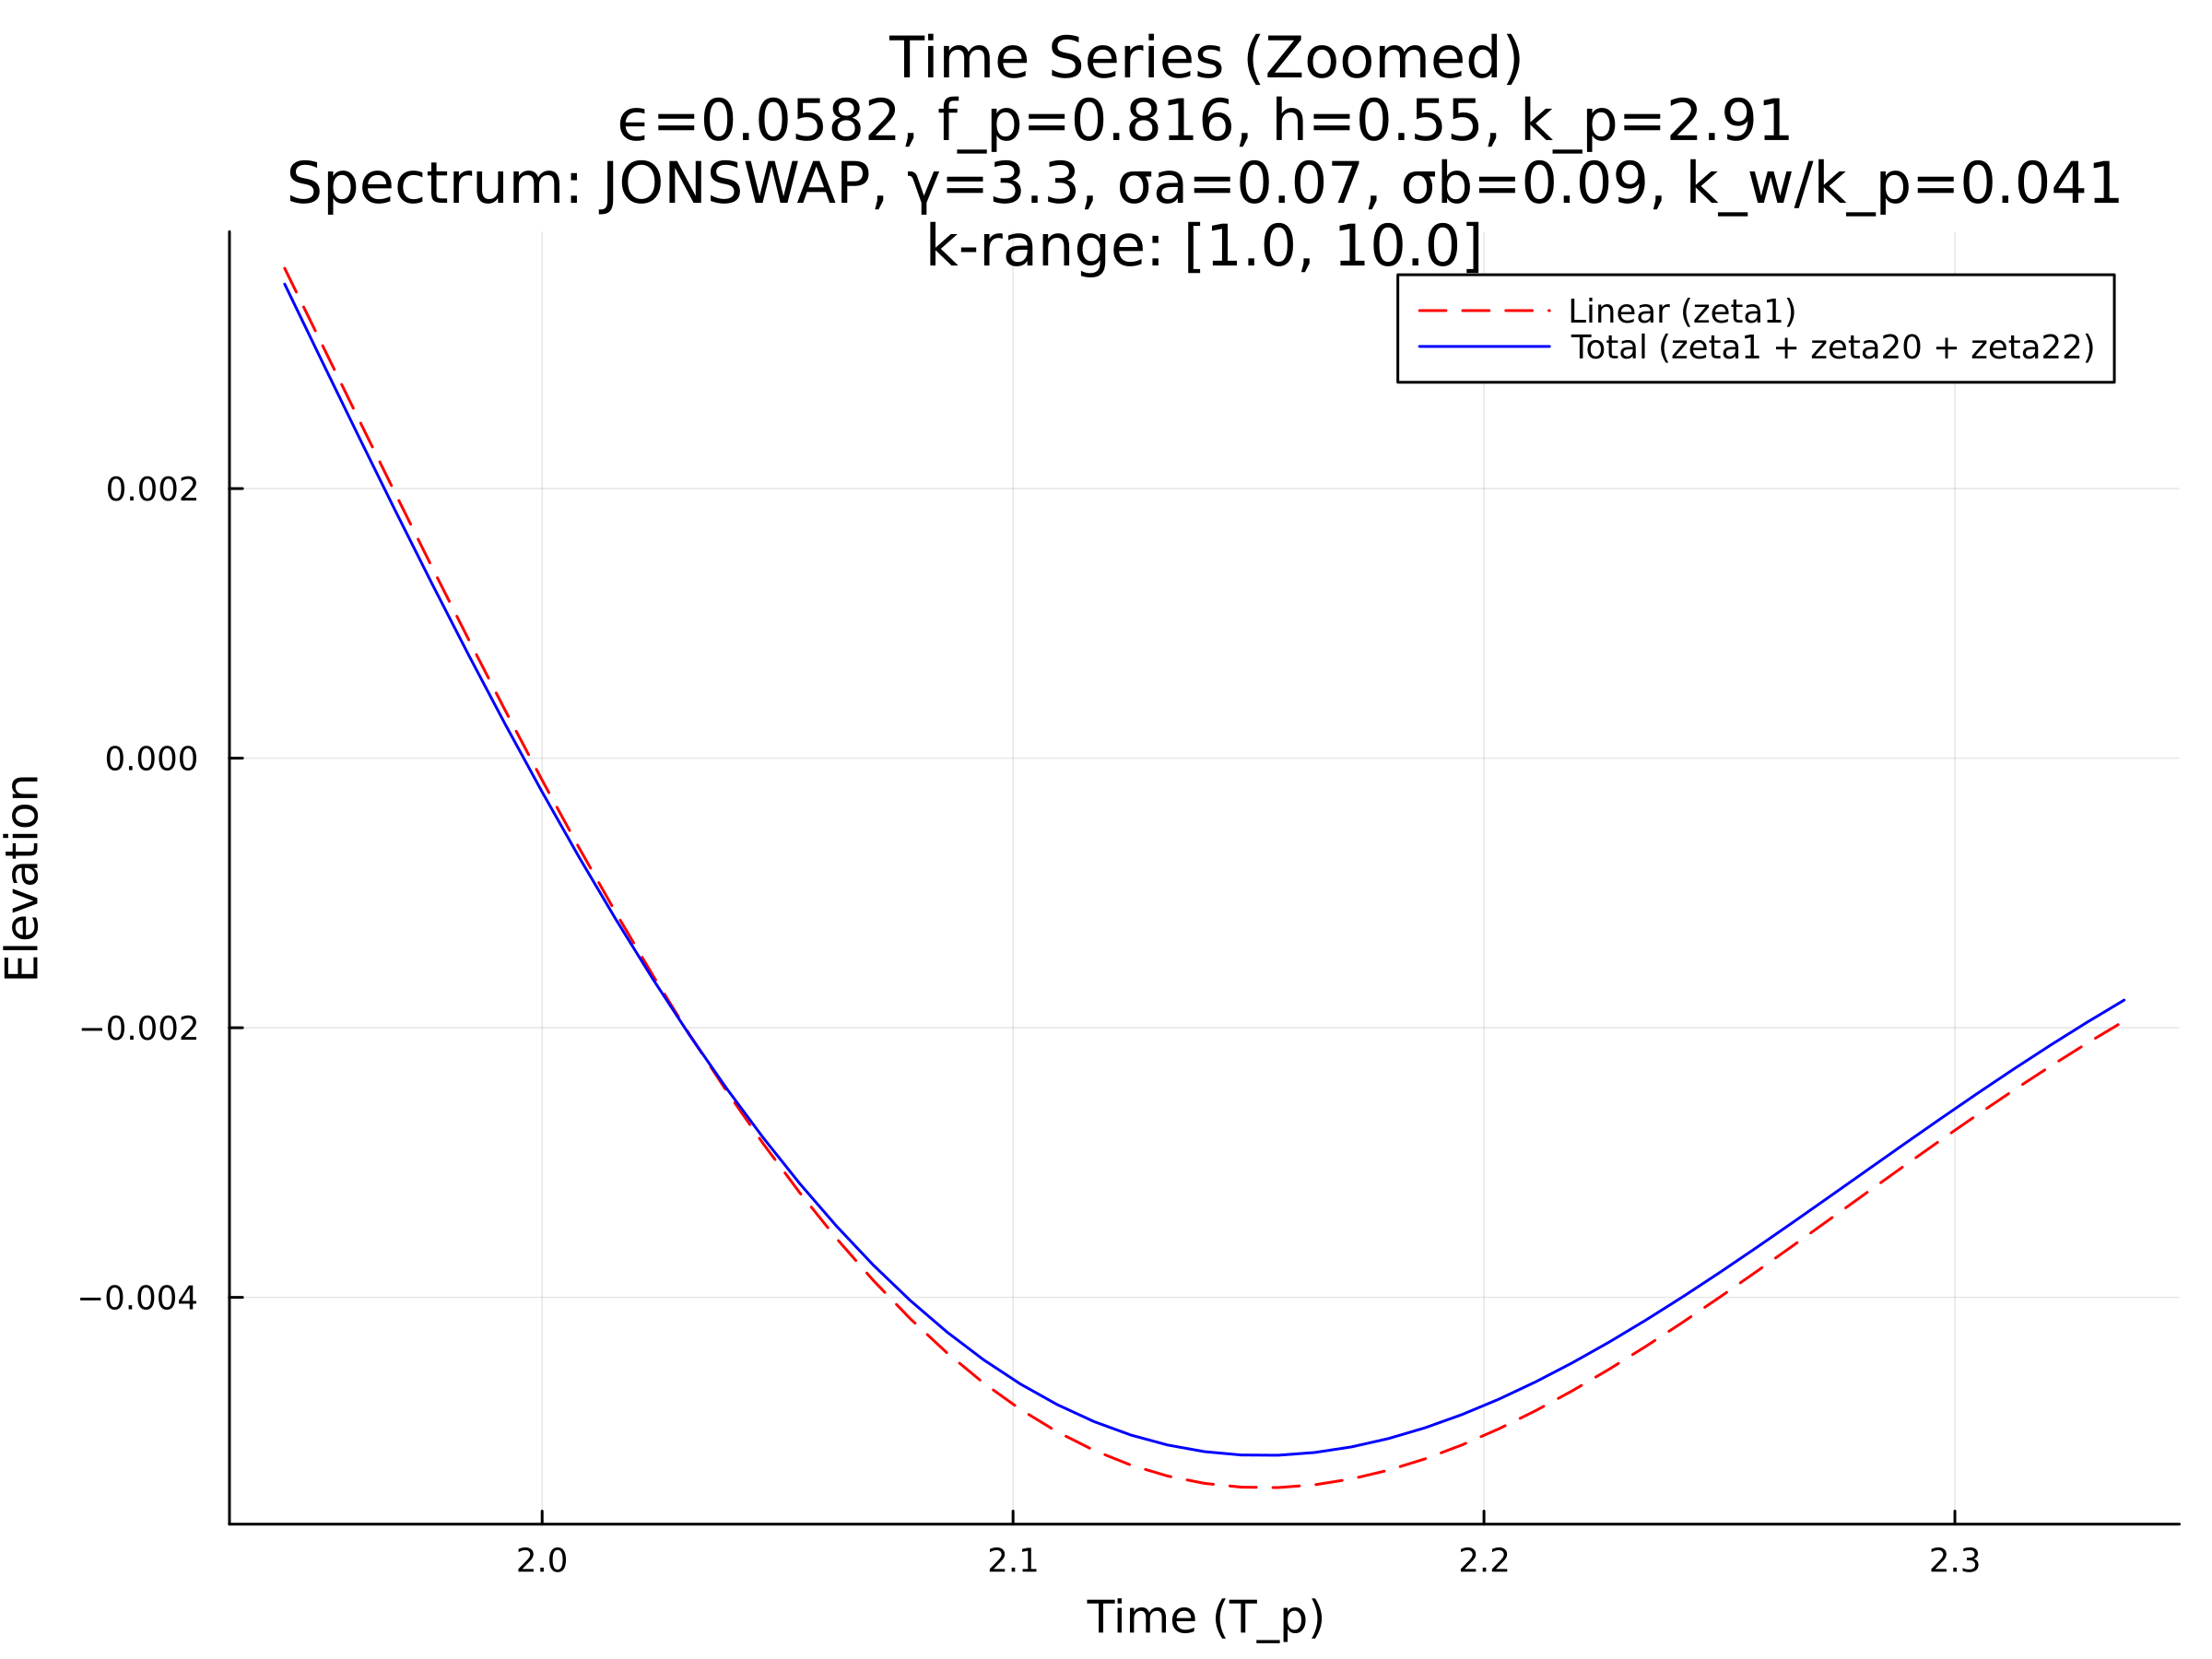 Time Series (Zoomed)
ϵ=0.0582, f_p=0.816, h=0.55, k_p=2.91
Spectrum: JONSWAP, γ=3.3, σa=0.07, σb=0.09, k_w/k_p=0.041
k-range: [1.0, 10.0]
Linear (zeta1)
Total (zeta1 + zeta20 + zeta22)
0.002
0.000
−0.002
−0.004
Elevation
2.0
2.1
2.2
2.3
Time (T_p)